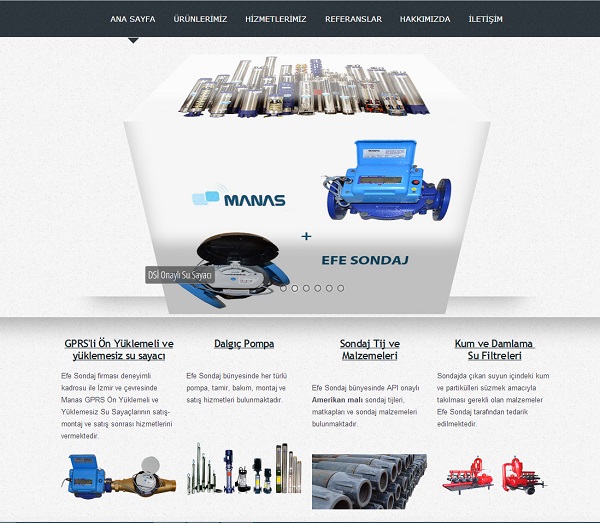 ANA SAYFA ÜRÜNLERİMİZ HİZMETLERİMİZ REFERANSLAR HAKKIMIZDA İLETİŞİM
MANAS
+
EFE SONDAJ
DSİ Onaylı Su Sayacı
GPRS'li Ön Yüklemeli ve
yüklemesiz su sayacı
Efe Sondaj firması deneyimli
kadrosu ile İzmir ve çevresinde
Manas GPRS Ön Yüklemeli ve
Yüklemesiz Su Sayaçlarının satış-
montaj ve satış sonrası hizmetlerini
vermektedir.
Dalgıç Pompa
Efe Sondaj bünyesinde her türlü
pompa, tamir, bakım, montaj ve
satış hizmetleri bulunmaktadır.
Sondaj Tij ve
Malzemeleri
Efe Sondaj bünyesinde API onaylı
Amerikan malı sondaj tijleri,
matkapları ve sondaj malzemeleri
bulunmaktadır.
Kum ve Damlama
Su Filtreleri
Sondajda çıkan suyun içindeki kum
ve partikülleri süzmek amacıyla
takılması gerekli olan malzemeler
Efe Sondaj tarafından tedarik
edilmektedir.